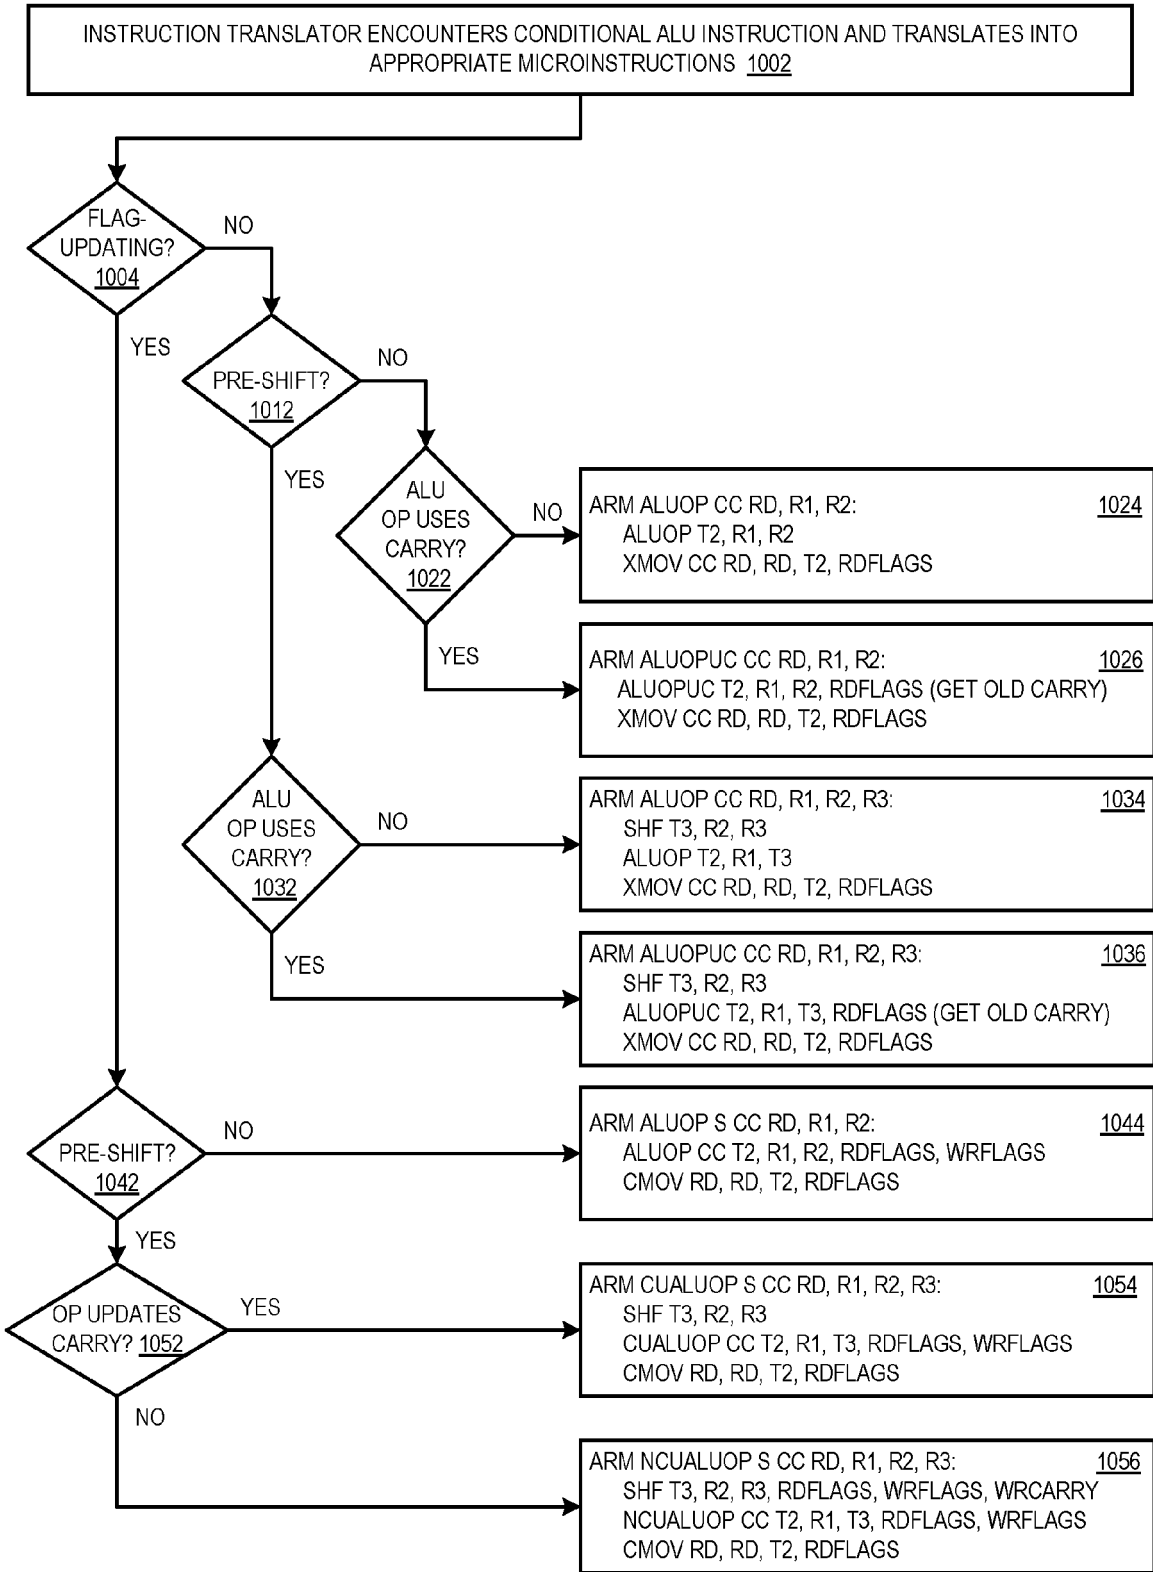 INSTRUCTION TRANSLATOR ENCOUNTERS CONDITIONAL ALU INSTRUCTION AND TRANSLATES INTO
APPROPRIATE MICROINSTRUCTIONS 1002
FLAG-
UPDATING?
1004
NO
YES
PRE-SHIFT?
1012
NO
YES
ALU
OP USES
CARRY?
1022
NO
YES
ARM ALUOP CC RD, R1, R2: 1024
ALUOP T2, R1, R2
XMOV CC RD, RD, T2, RDFLAGS
ARM ALUOPUC CC RD, R1, R2: 1026
ALUOPUC T2, R1, R2, RDFLAGS (GET OLD CARRY)
XMOV CC RD, RD, T2, RDFLAGS
ALU
OP USES
CARRY?
1032
NO
YES
ARM ALUOP CC RD, R1, R2, R3: 1034
SHF T3, R2, R3
ALUOP T2, R1, T3
XMOV CC RD, RD, T2, RDFLAGS
ARM ALUOPUC CC RD, R1, R2, R3: 1036
SHF T3, R2, R3
ALUOPUC T2, R1, T3, RDFLAGS (GET OLD CARRY)
XMOV CC RD, RD, T2, RDFLAGS
PRE-SHIFT?
1042
NO
YES
ARM ALUOP S CC RD, R1, R2: 1044
ALUOP CC T2, R1, R2, RDFLAGS, WRFLAGS
CMOV RD, RD, T2, RDFLAGS
OP UPDATES
CARRY? 1052
YES
NO
ARM CUALUOP S CC RD, R1, R2, R3: 1054
SHF T3, R2, R3
CUALUOP CC T2, R1, T3, RDFLAGS, WRFLAGS
CMOV RD, RD, T2, RDFLAGS
ARM NCUALUOP S CC RD, R1, R2, R3: 1056
SHF T3, R2, R3, RDFLAGS, WRFLAGS, WRCARRY
NCUALUOP CC T2, R1, T3, RDFLAGS, WRFLAGS
CMOV RD, RD, T2, RDFLAGS